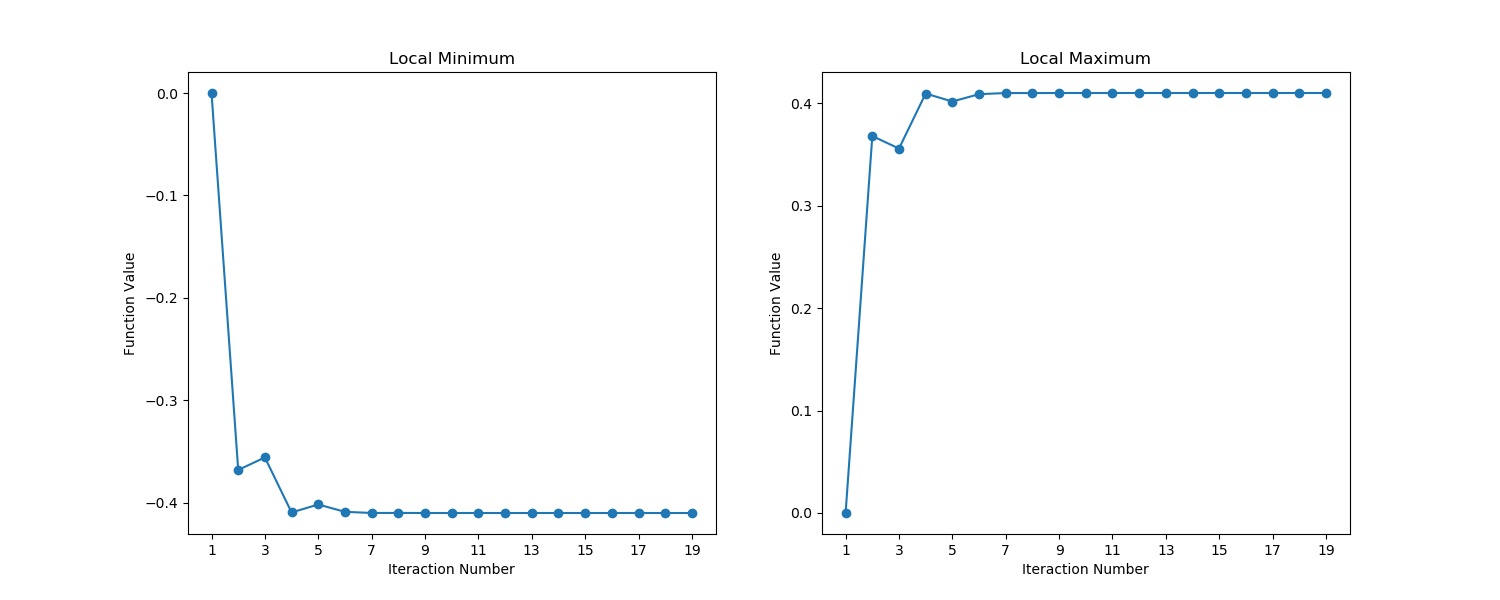 Local Minimum
0.0
−0.1
−0.2
−0.3
−0.4
Function Value
1 3 5 7 9 11 13 15 17 19
Iteraction Number
Local Maximum
0.4
0.3
0.2
0.1
0.0
Function Value
1 3 5 7 9 11 13 15 17 19
Iteraction Number